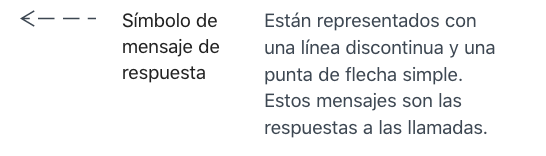 Símbolo de
mensaje de
respuesta
Están representados con
una línea discontinua y una
punta de flecha simple.
Estos mensajes son las
respuestas a las llamadas.